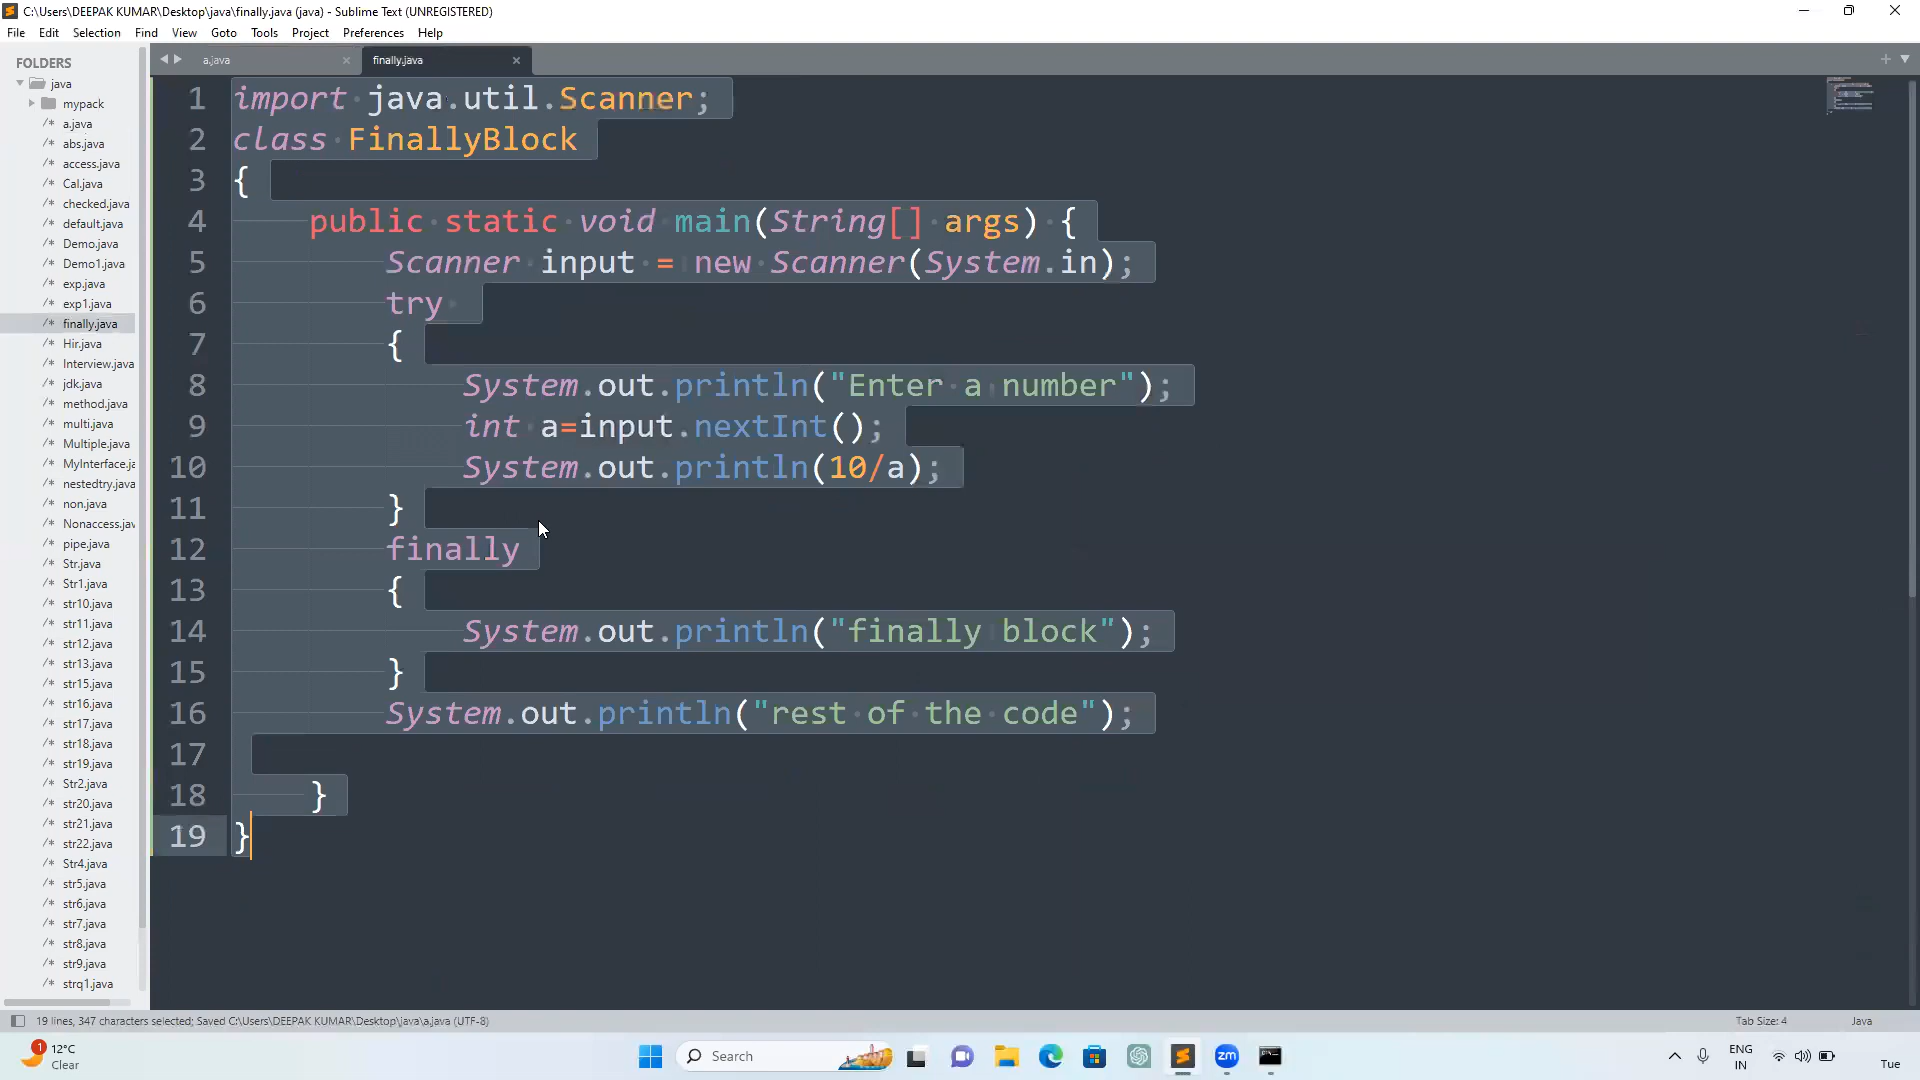 C:\Users\DEEPAK KUMAR\Desktop\java\finally.java (java) - Sublime Text (UNREGISTERED)
File Edit Selection Find View Goto Tools Project Preferences Help
FOLDERS
java
mypack
/* a.java
/* abs.java
/* access.java
/* Cal.java
/* checked.java
/* default.java
/* Demo.java
/* Demo1.java
/* exp.java
/* exp1.java
/* finally.java
/* Hir.java
/* Interview.java
/* jdk.java
/* method.java
/* multi.java
/* Multiple.java
/* MyInterface.ja
/* nestedtry.java
/* non.java
/* Nonaccess.jav
/* pipe.java
/* Str.java
/* Str1.java
/* str10.java
/* str11.java
/* str12.java
/* str13.java
/* str15.java
/* str16.java
/* str17.java
/* str18.java
/* str19.java
/* Str2.java
/* str20.java
/* str21.java
/* str22.java
/* Str4.java
/* str5.java
/* str6.java
/* str7.java
/* str8.java
/* str9.java
/* strq1.java
a.java × finally.java ×
1 import java.util.Scanner;
2 class FinallyBlock
3 {
4 public static void main(String[] args) {
5 Scanner input = new Scanner(System.in);
6 try
7 {
8 System.out.println("Enter a number");
9 int a=input.nextInt();
10 System.out.println(10/a);
11 }
12 finally
13 {
14 System.out.println("finally block");
15 }
16 System.out.println("rest of the code");
17
18 }
19 }
19 lines, 347 characters selected; Saved C:\Users\DEEPAK KUMAR\Desktop\java\a.java (UTF-8) Tab Size: 4 Java
1
12°C
Clear
Search
zm
ENG
IN
Tue